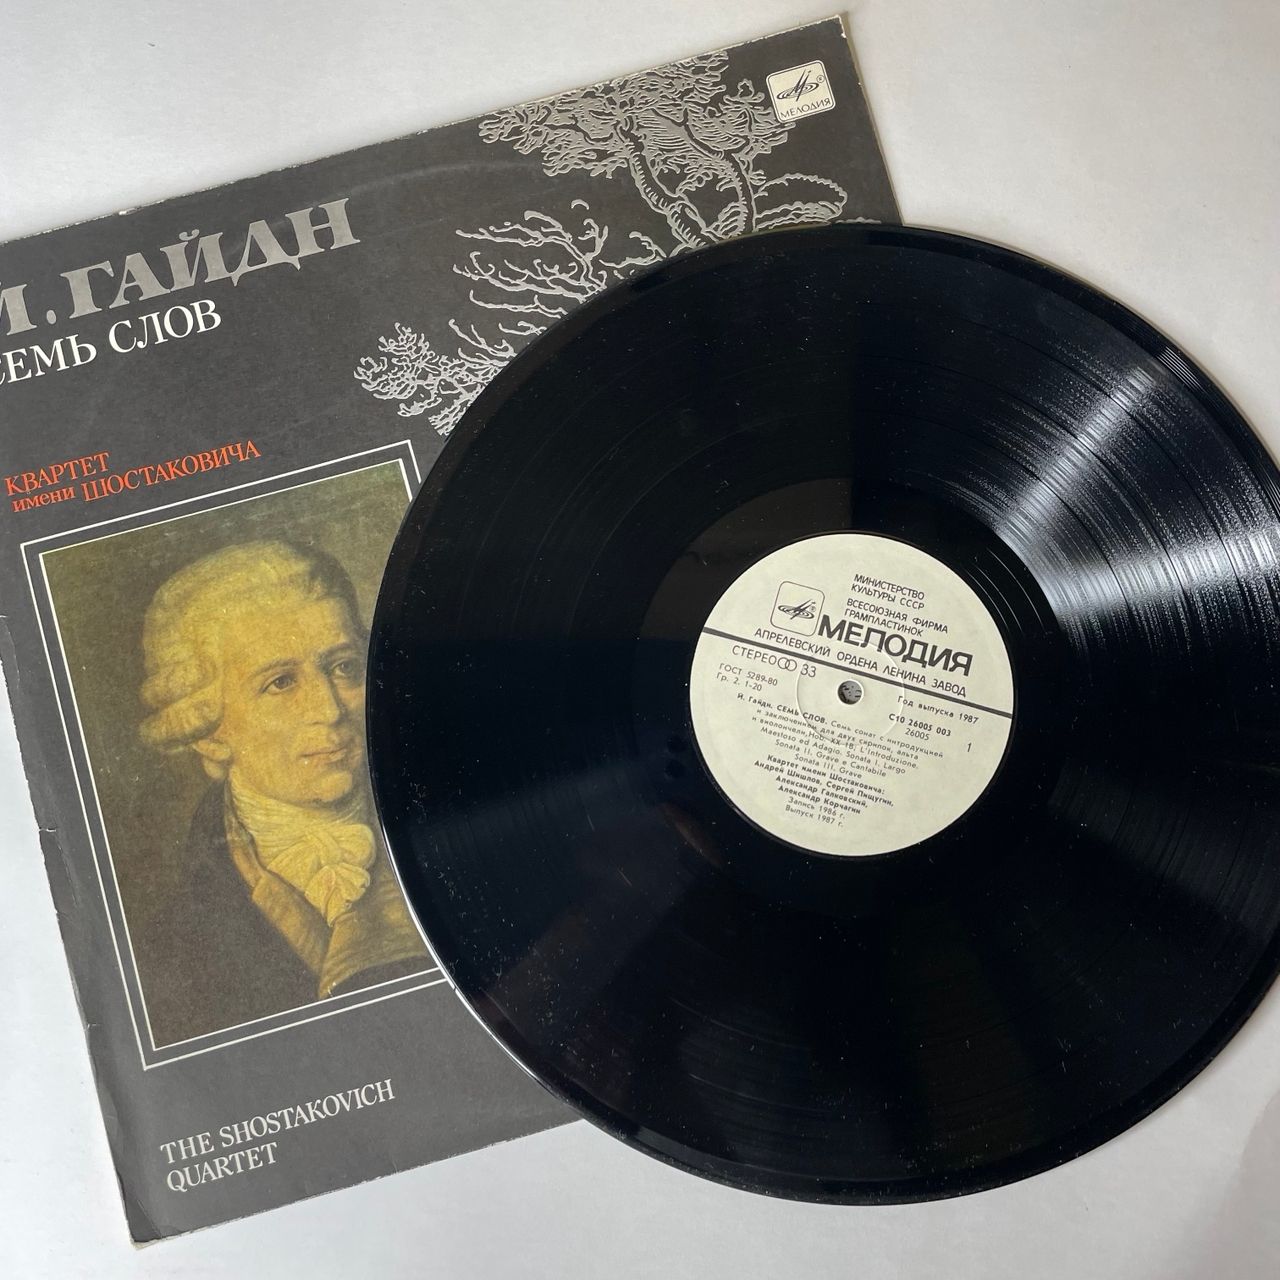 МЕЛОДИЯ
Й. ГАЙДН
СЕМЬ СЛОВ
КВАРТЕТ
имени ШОСТАКОВИЧА
THE SHOSTAKOVICH
QUARTET
МИНИСТЕРСТВО
КУЛЬТУРЫ СССР
ВСЕСОЮЗНАЯ ФИРМА
ГРАМПЛАСТИНОК
МЕЛОДИЯ
АПРЕЛЕВСКИЙ ОРДЕНА ЛЕНИНА ЗАВОД
СТЕРЕО 33
ГОСТ 5289-80
Гр. 2. 1-20
Год выпуска 1987
С10 26005 003
26005
1
Й. Гайдн. СЕМЬ СЛОВ. Семь сонат с интродукцией
и заключением для двух скрипок, альта
и виолончели, Hob. XX-1B; L'Introduzione.
Maestoso ed Adagio. Sonata I. Largo
Sonata II. Grave e Cantabile
Sonata III. Grave
Квартет имени Шостаковича:
Андрей Шишлов, Сергей Пищугин,
Александр Галковский,
Александр Корчагин
Запись 1986 г.
Выпуск 1987 г.